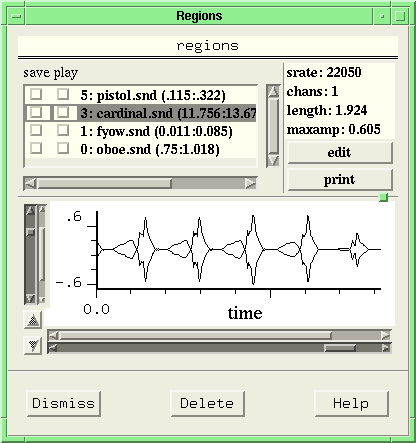 Regions
regions
save play
5: pistol.snd (.115:.322)
3: cardinal.snd (11.756:13.67
1: fyow.snd (0.011:0.085)
0: oboe.snd (.75:1.018)
srate: 22050
chans: 1
length: 1.924
maxamp: 0.605
edit
print
.6
-.6
0.0
time
Dismiss
Delete
Help